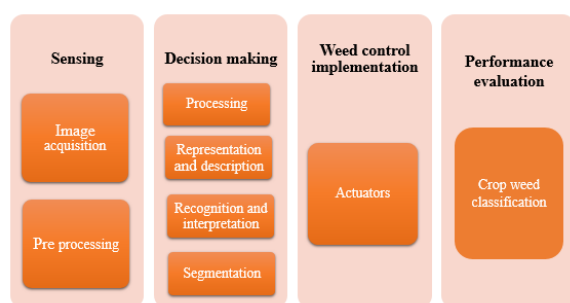 Sensing
Image
acquisition
Pre processing
Decision making
Processing
Representation
and description
Recognition and
interpretation
Segmentation
Weed control
implementation
Actuators
Performance
evaluation
Crop weed
classification